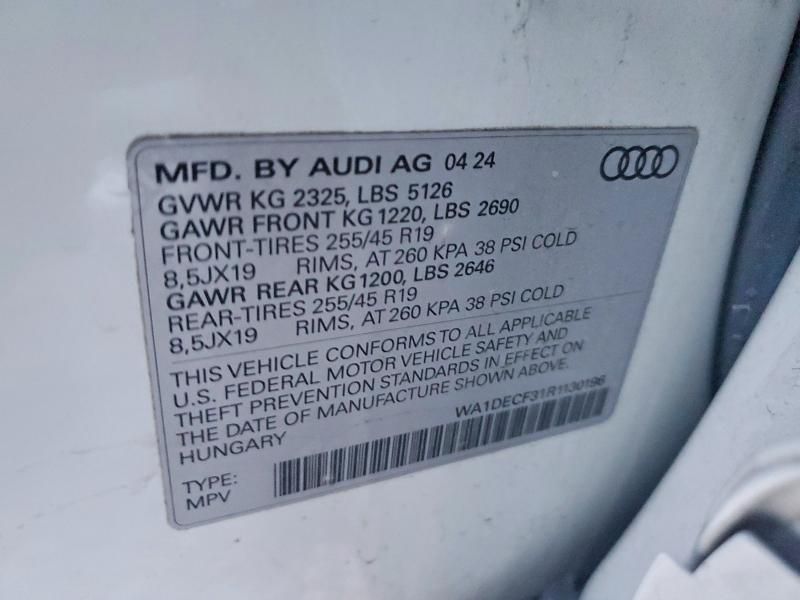 MFD. BY AUDI AG 04 24
GVWR KG 2325, LBS 5126
GAWR FRONT KG 1220, LBS 2690
FRONT-TIRES 255/45 R19
8,5JX19 RIMS, AT 260 KPA 38 PSI COLD
GAWR REAR KG 1200, LBS 2646
REAR-TIRES 255/45 R19
8,5JX19 RIMS, AT 260 KPA 38 PSI COLD
THIS VEHICLE CONFORMS TO ALL APPLICABLE
U.S. FEDERAL MOTOR VEHICLE SAFETY AND
THEFT PREVENTION STANDARDS IN EFFECT ON
THE DATE OF MANUFACTURE SHOWN ABOVE.
HUNGARY WA1DECF31R1130196
TYPE:
MPV